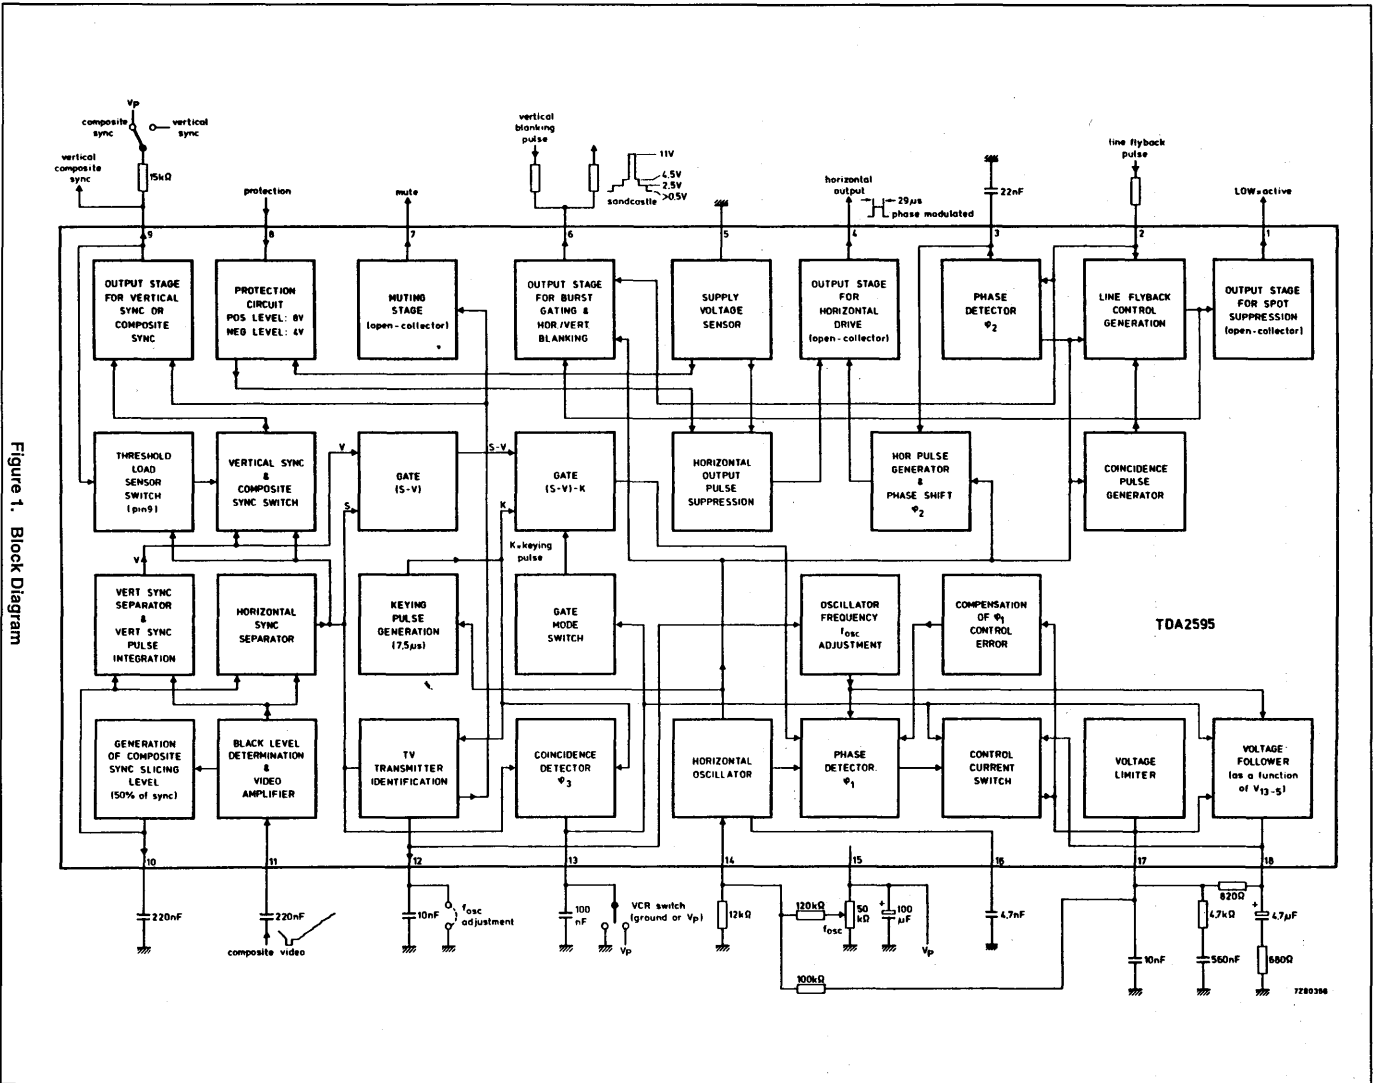 Vp
composite
sync
vertical
sync
vertical
composite
sync
15kΩ
protection
mute
vertical
blanking
pulse
11V
4.5V
2.5V
>0.5V
sandcastle
horizontal
output
29µs
phase modulated
22nF
line flyback
pulse
LOW=active
9
8
7
6
5
4
3
2
1
OUTPUT STAGE
FOR VERTICAL
SYNC OR
COMPOSITE
SYNC
PROTECTION
CIRCUIT
POS LEVEL: 8V
NEG LEVEL: 4V
MUTING
STAGE
(open-collector)
OUTPUT STAGE
FOR BURST
GATING &
HOR./VERT.
BLANKING
SUPPLY
VOLTAGE
SENSOR
OUTPUT STAGE
FOR
HORIZONTAL
DRIVE
(open-collector)
PHASE
DETECTOR
φ2
LINE FLYBACK
CONTROL
GENERATION
OUTPUT STAGE
FOR SPOT
SUPPRESSION
(open-collector)
THRESHOLD
LOAD
SENSOR
SWITCH
(pin9)
VERTICAL SYNC
&
COMPOSITE
SYNC SWITCH
V
S
GATE
(S-V)
S-V
K
GATE
(S-V)-K
HORIZONTAL
OUTPUT
PULSE
SUPPRESSION
HOR PULSE
GENERATOR
&
PHASE SHIFT
φ2
COINCIDENCE
PULSE
GENERATOR
V
K=keying
pulse
VERT SYNC
SEPARATOR
&
VERT SYNC
PULSE
INTEGRATION
HORIZONTAL
SYNC
SEPARATOR
KEYING
PULSE
GENERATION
(7,5µs)
GATE
MODE
SWITCH
OSCILLATOR
FREQUENCY
fosc
ADJUSTMENT
COMPENSATION
OF φ1
CONTROL
ERROR
TDA2595
GENERATION
OF COMPOSITE
SYNC SLICING
LEVEL
(50% of sync)
BLACK LEVEL
DETERMINATION
&
VIDEO
AMPLIFIER
TV
TRANSMITTER
IDENTIFICATION
COINCIDENCE
DETECTOR
φ3
HORIZONTAL
OSCILLATOR
PHASE
DETECTOR
φ1
CONTROL
CURRENT
SWITCH
VOLTAGE
LIMITER
VOLTAGE
FOLLOWER
(as a function
of V13-5)
10
11
12
13
14
15
16
17
18
220nF
220nF
composite video
10nF
fosc
adjustment
100
nF
VCR switch
(ground or Vp)
Vp
12kΩ
120kΩ
fosc
50
kΩ
+
100
µF
Vp
100kΩ
4,7nF
10nF
820Ω
4,7kΩ
560nF
+
4,7µF
680Ω
7Z80366
Figure 1. Block Diagram